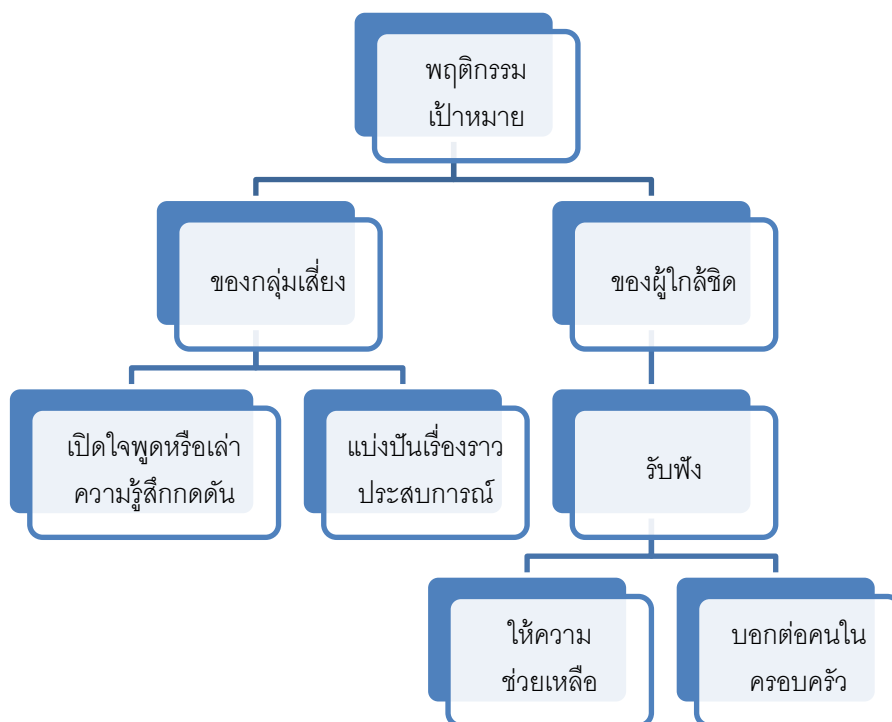 พฤติกรรม
เป้าหมาย
ของกลุ่มเสี่ยง
ของผู้ใกล้ชิด
เปิดใจพูดหรือเล่า
ความรู้สึกกดดัน
แบ่งปันเรื่องราว
ประสบการณ์
รับฟัง
ให้ความ
ช่วยเหลือ
บอกต่อคนใน
ครอบครัว